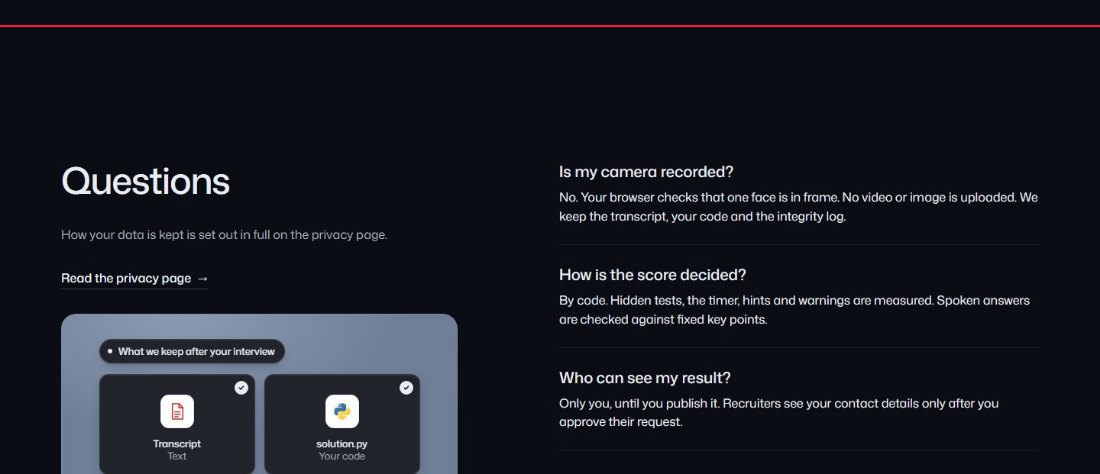 Questions
How your data is kept is set out in full on the privacy page.
Read the privacy page →
What we keep after your interview
Transcript
Text
solution.py
Your code
Is my camera recorded?
No. Your browser checks that one face is in frame. No video or image is uploaded. We
keep the transcript, your code and the integrity log.
How is the score decided?
By code. Hidden tests, the timer, hints and warnings are measured. Spoken answers
are checked against fixed key points.
Who can see my result?
Only you, until you publish it. Recruiters see your contact details only after you
approve their request.